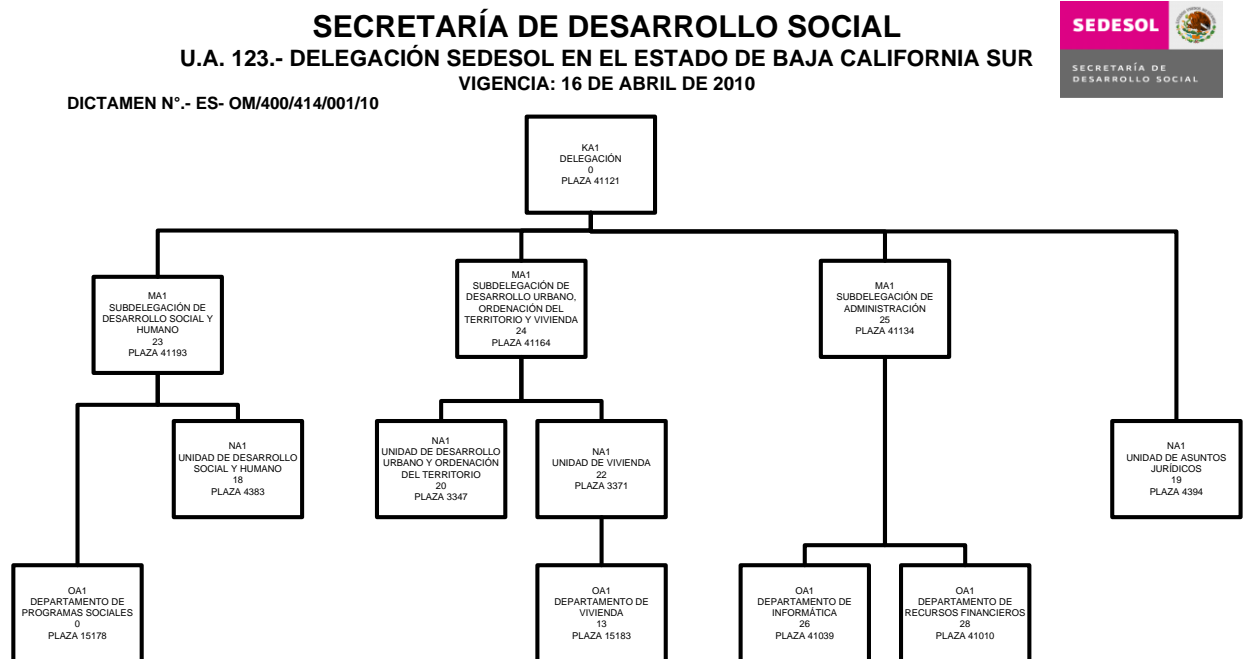 SECRETARÍA DE DESARROLLO SOCIAL
U.A. 123.- DELEGACIÓN SEDESOL EN EL ESTADO DE BAJA CALIFORNIA SUR
VIGENCIA: 16 DE ABRIL DE 2010
DICTAMEN N°.- ES- OM/400/414/001/10
SEDESOL
SECRETARÍA DE
DESARROLLO SOCIAL
KA1
DELEGACIÓN
0
PLAZA 41121
MA1
SUBDELEGACIÓN DE
DESARROLLO SOCIAL Y
HUMANO
23
PLAZA 41193
MA1
SUBDELEGACIÓN DE
DESARROLLO URBANO,
ORDENACIÓN DEL
TERRITORIO Y VIVIENDA
24
PLAZA 41164
MA1
SUBDELEGACIÓN DE
ADMINISTRACIÓN
25
PLAZA 41134
NA1
UNIDAD DE DESARROLLO
SOCIAL Y HUMANO
18
PLAZA 4383
NA1
UNIDAD DE DESARROLLO
URBANO Y ORDENACIÓN
DEL TERRITORIO
20
PLAZA 3347
NA1
UNIDAD DE VIVIENDA
22
PLAZA 3371
NA1
UNIDAD DE ASUNTOS
JURÍDICOS
19
PLAZA 4394
OA1
DEPARTAMENTO DE
PROGRAMAS SOCIALES
0
PLAZA 15178
OA1
DEPARTAMENTO DE
VIVIENDA
13
PLAZA 15183
OA1
DEPARTAMENTO DE
INFORMÁTICA
26
PLAZA 41039
OA1
DEPARTAMENTO DE
RECURSOS FINANCIEROS
28
PLAZA 41010